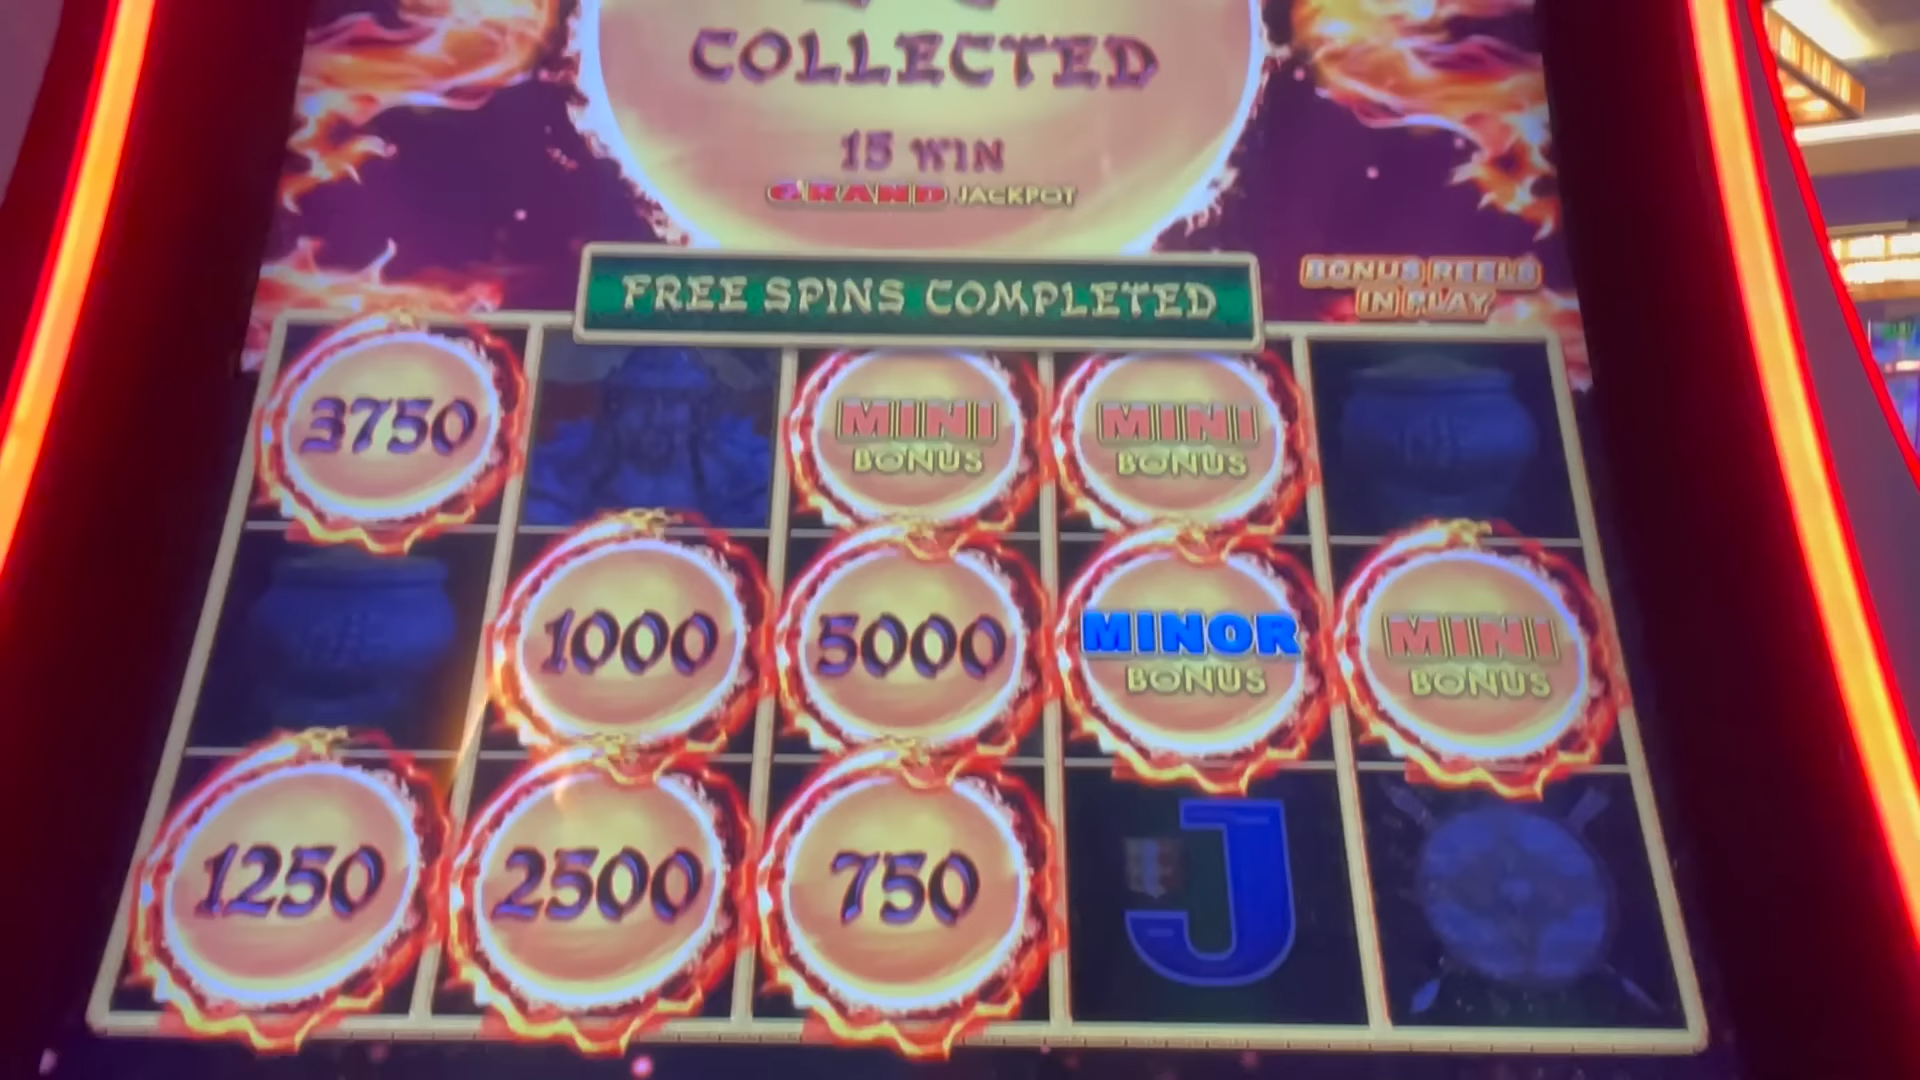 COLLECTED
15 WIN
GRAND JACKPOT
FREE SPINS COMPLETED
BONUS REELS
IN PLAY
3750
MINI
BONUS
MINI
BONUS
1000
5000
MINOR
BONUS
MINI
BONUS
1250
2500
750
J